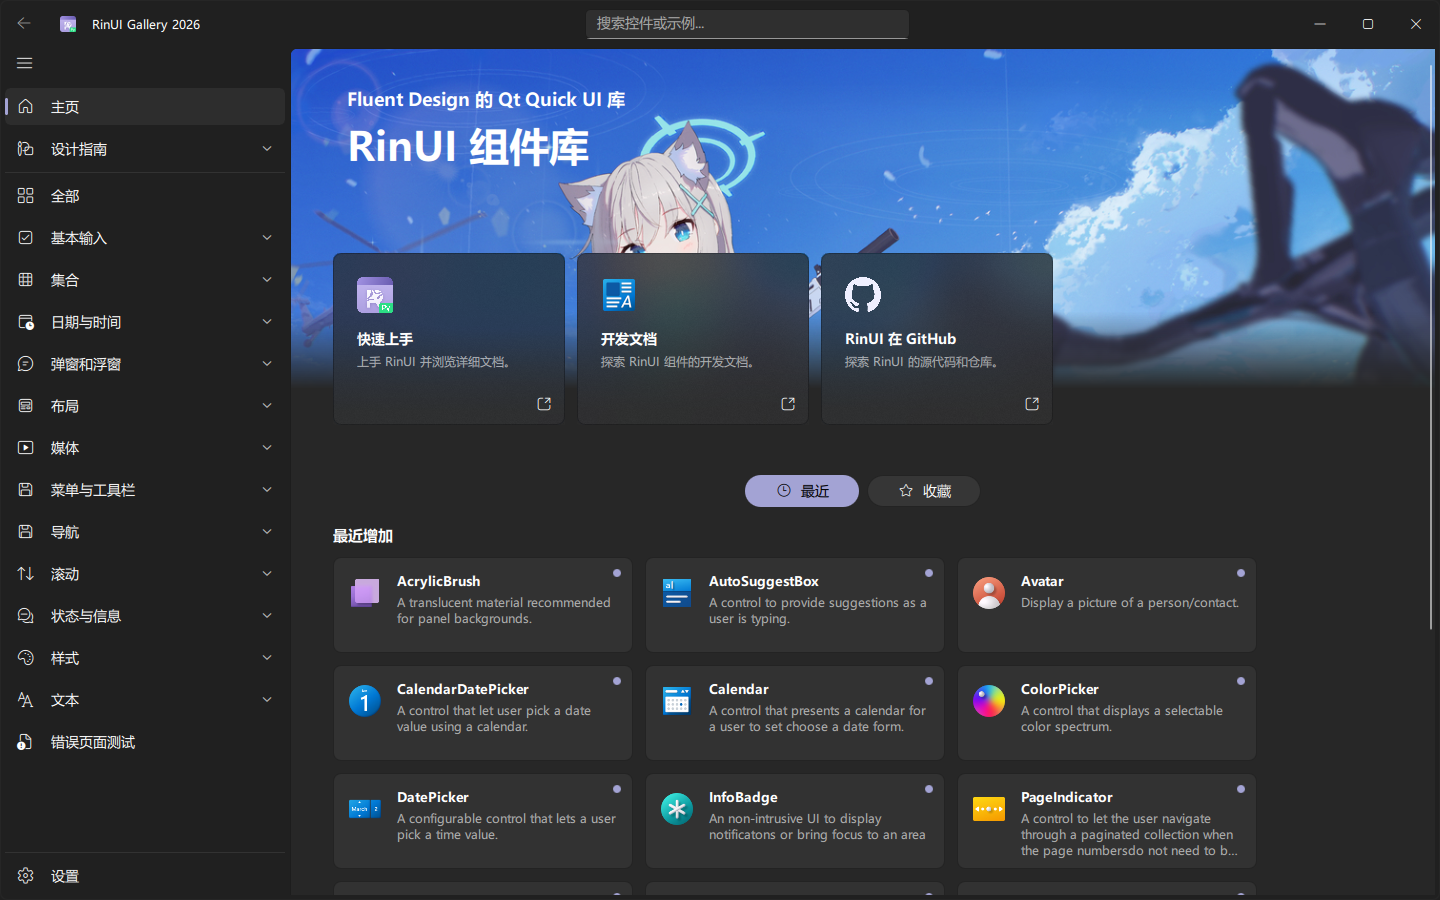 RinUI Gallery 2026
搜索控件或示例...
主页
设计指南
全部
基本输入
集合
日期与时间
弹窗和浮窗
布局
媒体
菜单与工具栏
导航
滚动
状态与信息
样式
文本
错误页面测试
设置
Fluent Design 的 Qt Quick UI 库
RinUI 组件库
Py
快速上手
上手 RinUI 并浏览详细文档。
开发文档
探索 RinUI 组件的开发文档。
RinUI 在 GitHub
探索 RinUI 的源代码和仓库。
最近
收藏
最近增加
AcrylicBrush
A translucent material recommended
for panel backgrounds.
AutoSuggestBox
A control to provide suggestions as a
user is typing.
Avatar
Display a picture of a person/contact.
CalendarDatePicker
A control that let user pick a date
value using a calendar.
Calendar
A control that presents a calendar for
a user to set choose a date form.
ColorPicker
A control that displays a selectable
color spectrum.
March 2
DatePicker
A configurable control that lets a user
pick a time value.
InfoBadge
An non-intrusive UI to display
notificatons or bring focus to an area
PageIndicator
A control to let the user navigate
through a paginated collection when
the page numbersdo not need to b...